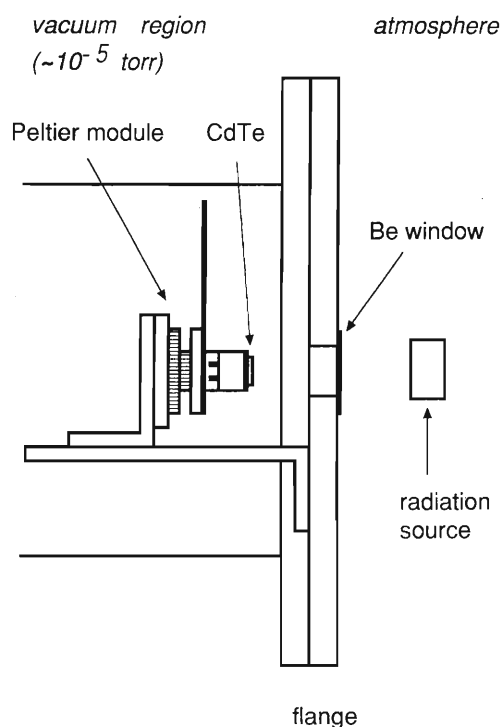 vacuum region
(~10⁻⁵ torr)
atmosphere
Peltier module
CdTe
Be window
radiation
source
flange